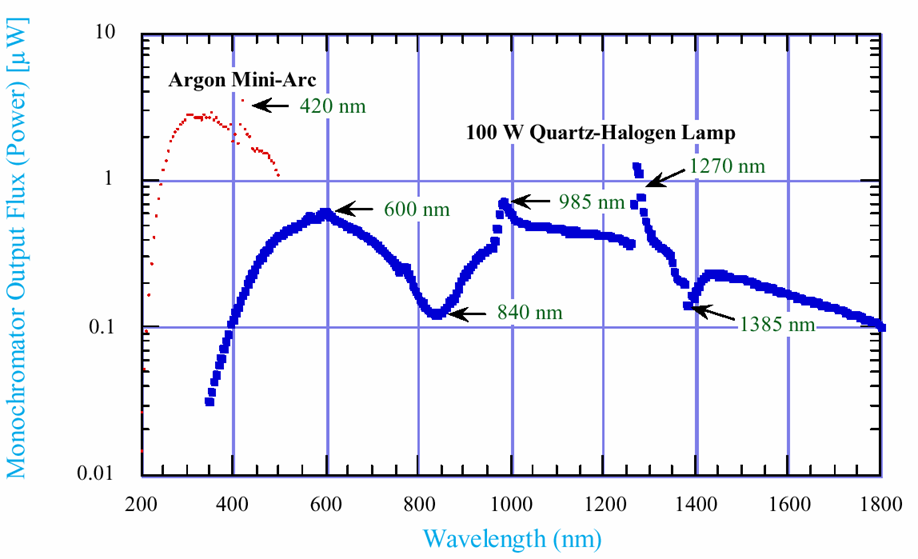 Monochromator Output Flux (Power) [µW]
10
1
0.1
0.01
Argon Mini-Arc
420 nm
100 W Quartz-Halogen Lamp
1270 nm
600 nm
985 nm
840 nm
1385 nm
200 400 600 800 1000 1200 1400 1600 1800
Wavelength (nm)